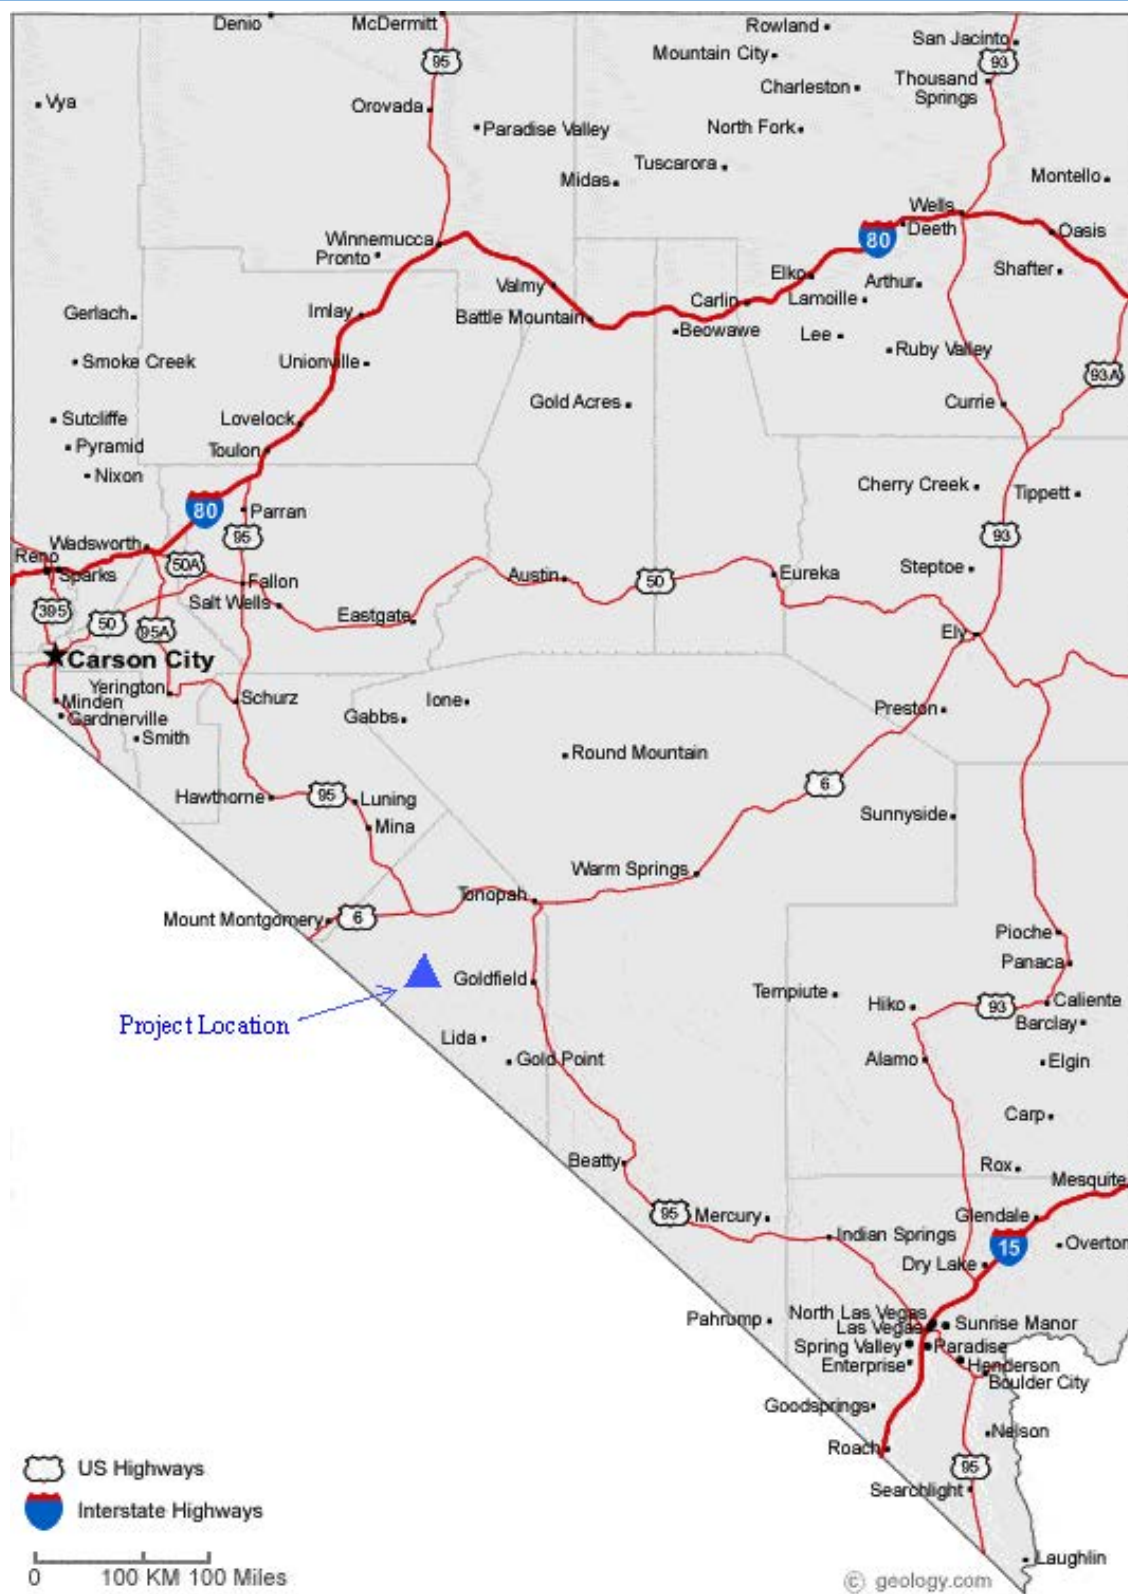 Denio
McDermitt
Rowland
San Jacinto
95
Mountain City
93
Vya
Orovada
Charleston
Thousand
Springs
Paradise Valley
North Fork
Tuscarora
Midas
Montello
Wells
Deeth
Winnemucca
80
Oasis
Pronto
Elko
Shafter
Valmy
Arthur
Carlin
Lamoille
Gerlach
Imlay
Battle Mountain
Beowawe
Lee
Smoke Creek
Unionville
Ruby Valley
93A
Gold Acres
Currie
Sutcliffe
Lovelock
Pyramid
Toulon
Nixon
Cherry Creek
Tippett
80
Parran
Wadsworth
95
93
Reno
50A
Sparks
Fallon
Austin
50
Eureka
Steptoe
395
50
95A
Salt Wells
Eastgate
Ely
Carson City
Yerington
Minden
Schurz
Ione
Gardnerville
Gabbs
Preston
Smith
Round Mountain
Hawthorne
95
Luning
6
Mina
Sunnyside
Warm Springs
Tonopah
Mount Montgomery
6
Pioche
Panaca
Goldfield
Tempiute
Hiko
93
Caliente
Project Location
Barclay
Lida
Gold Point
Alamo
Elgin
Carp
Beatty
Rox
Mesquite
95
Mercury
Glendale
Indian Springs
15
Overton
Dry Lake
Pahrump
North Las Vegas
Las Vegas
Sunrise Manor
Spring Valley
Paradise
Enterprise
Henderson
Boulder City
Goodsprings
Nelson
Roach
US Highways
95
Searchlight
Interstate Highways
Laughlin
0 100 KM 100 Miles
© geology.com